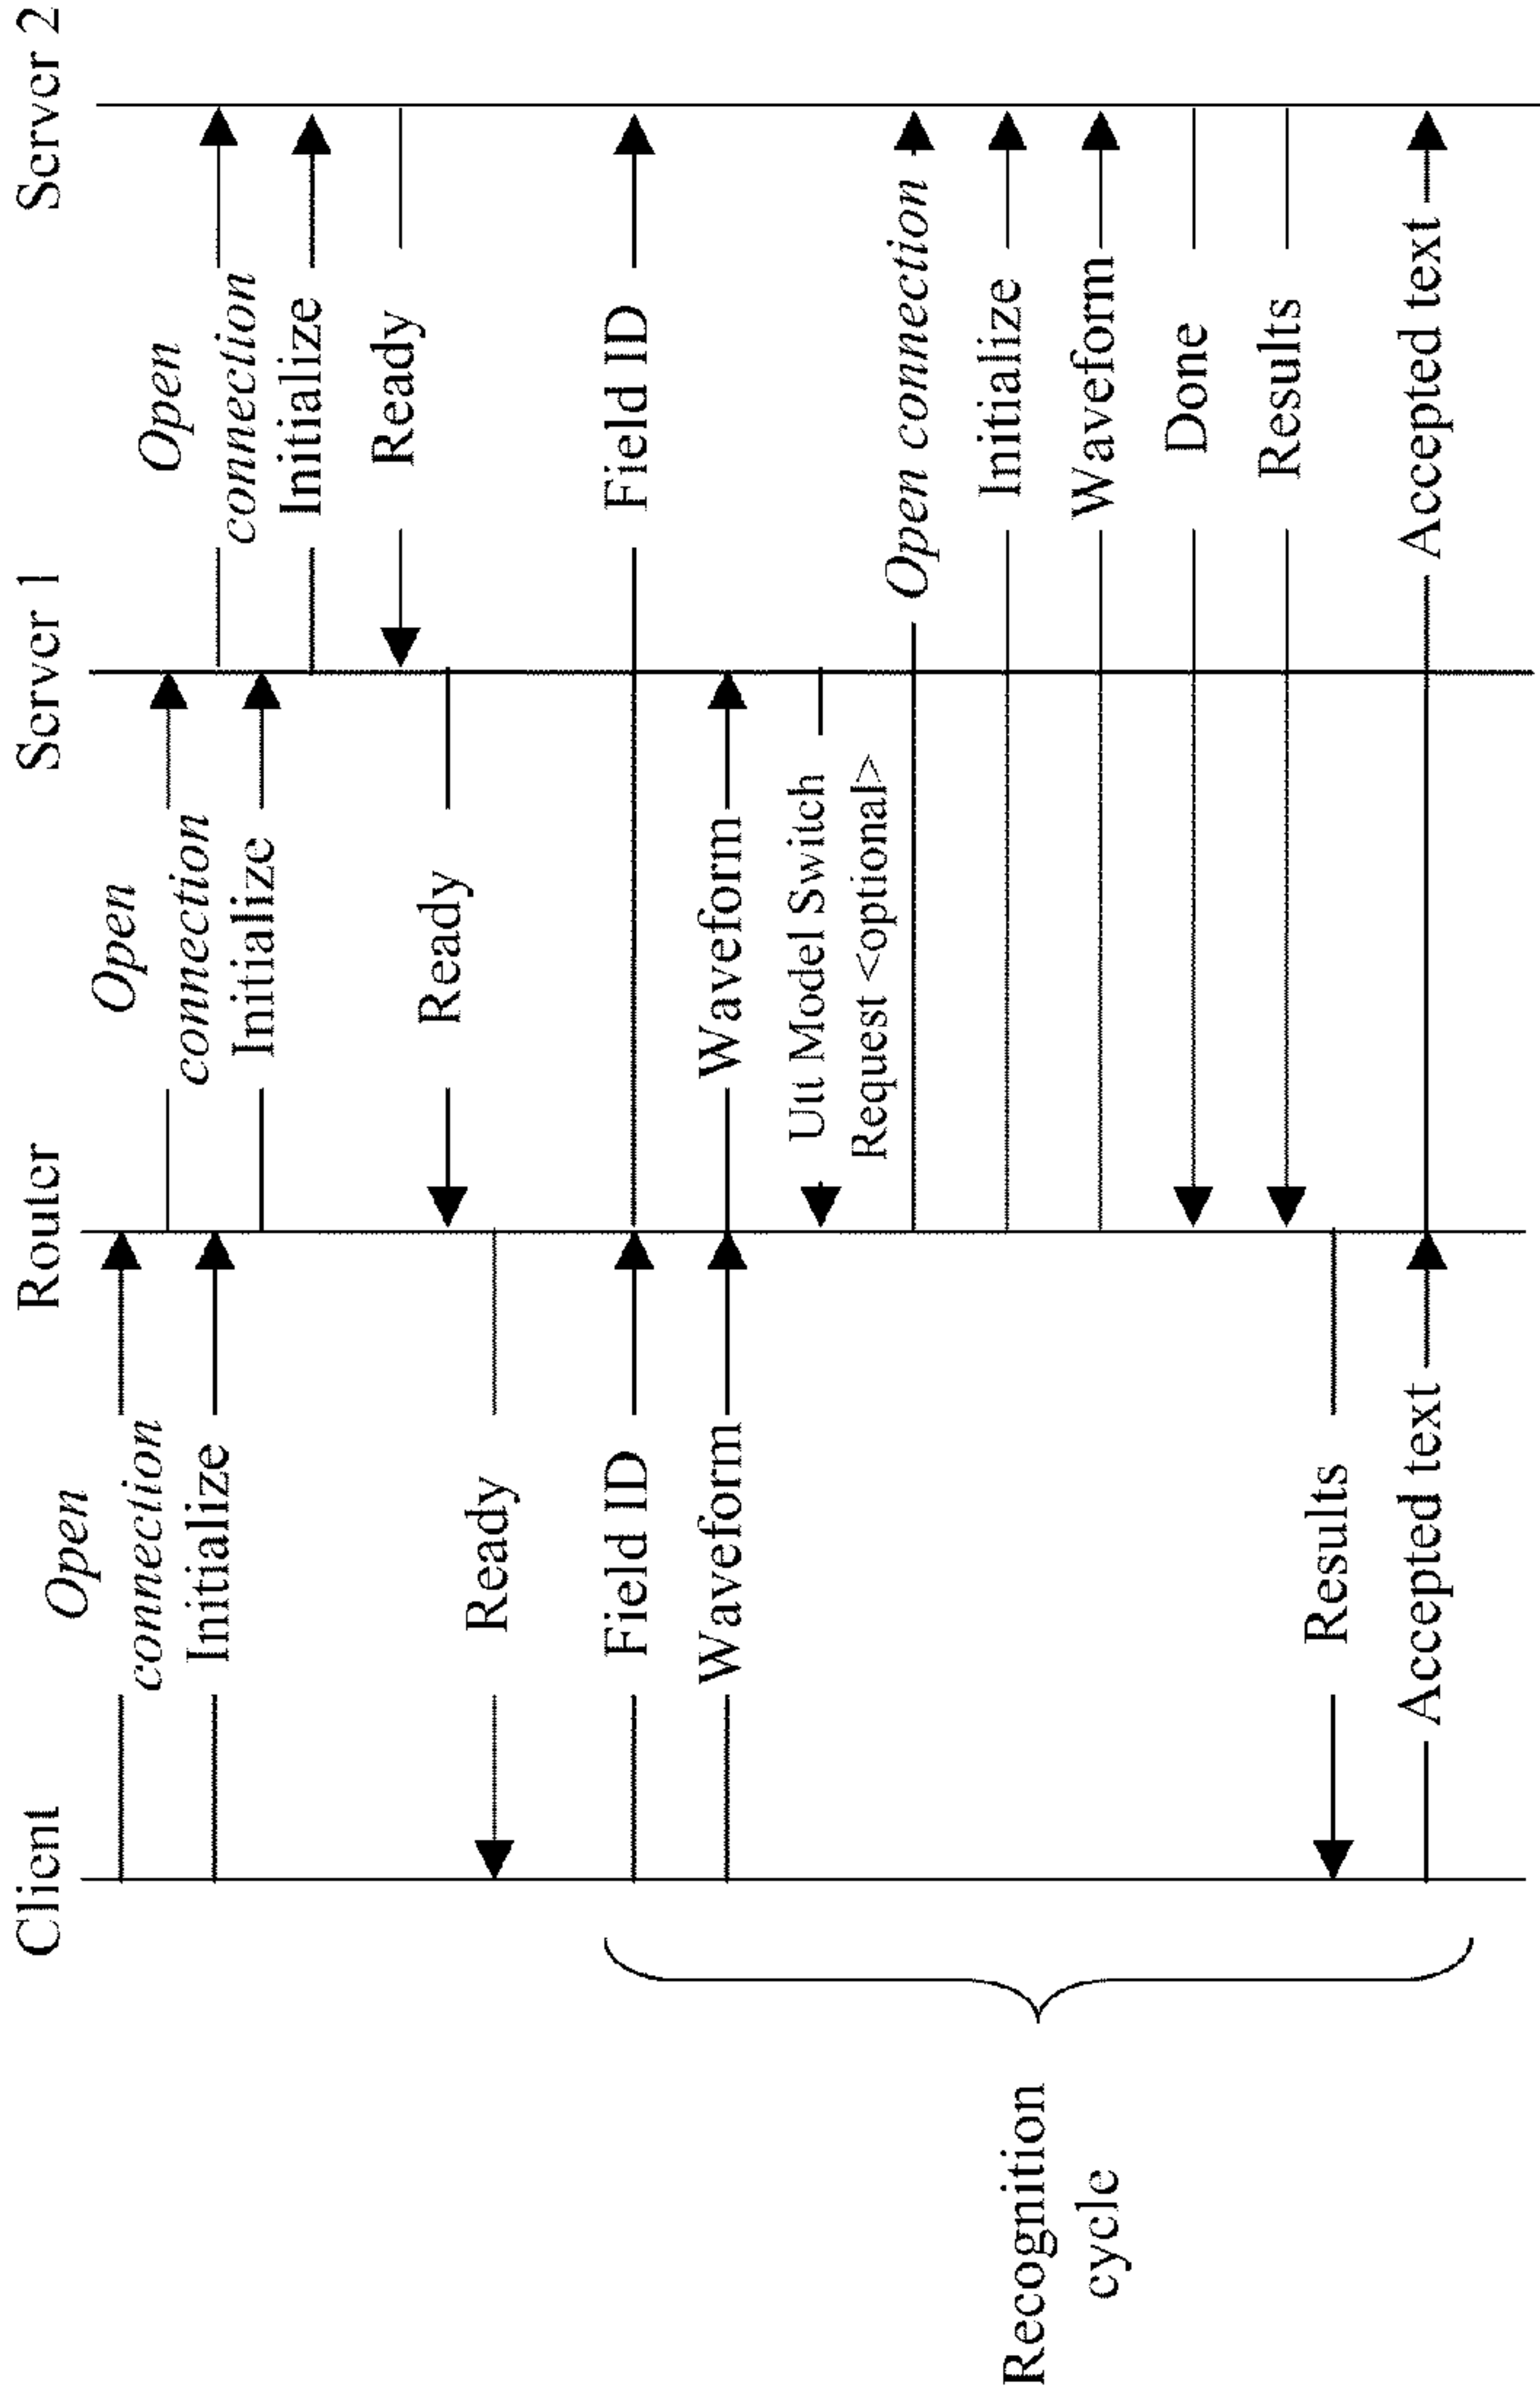 Client
Router
Server 1
Server 2
Open
connection
Open
connection
Open
connection
Initialize
Initialize
Initialize
Ready
Ready
Ready
Field ID
Field ID
Waveform
Waveform
Utt Model Switch
Request <optional>
Open connection
Initialize
Recognition
cycle
Waveform
Done
Results
Results
Accepted text
Accepted text